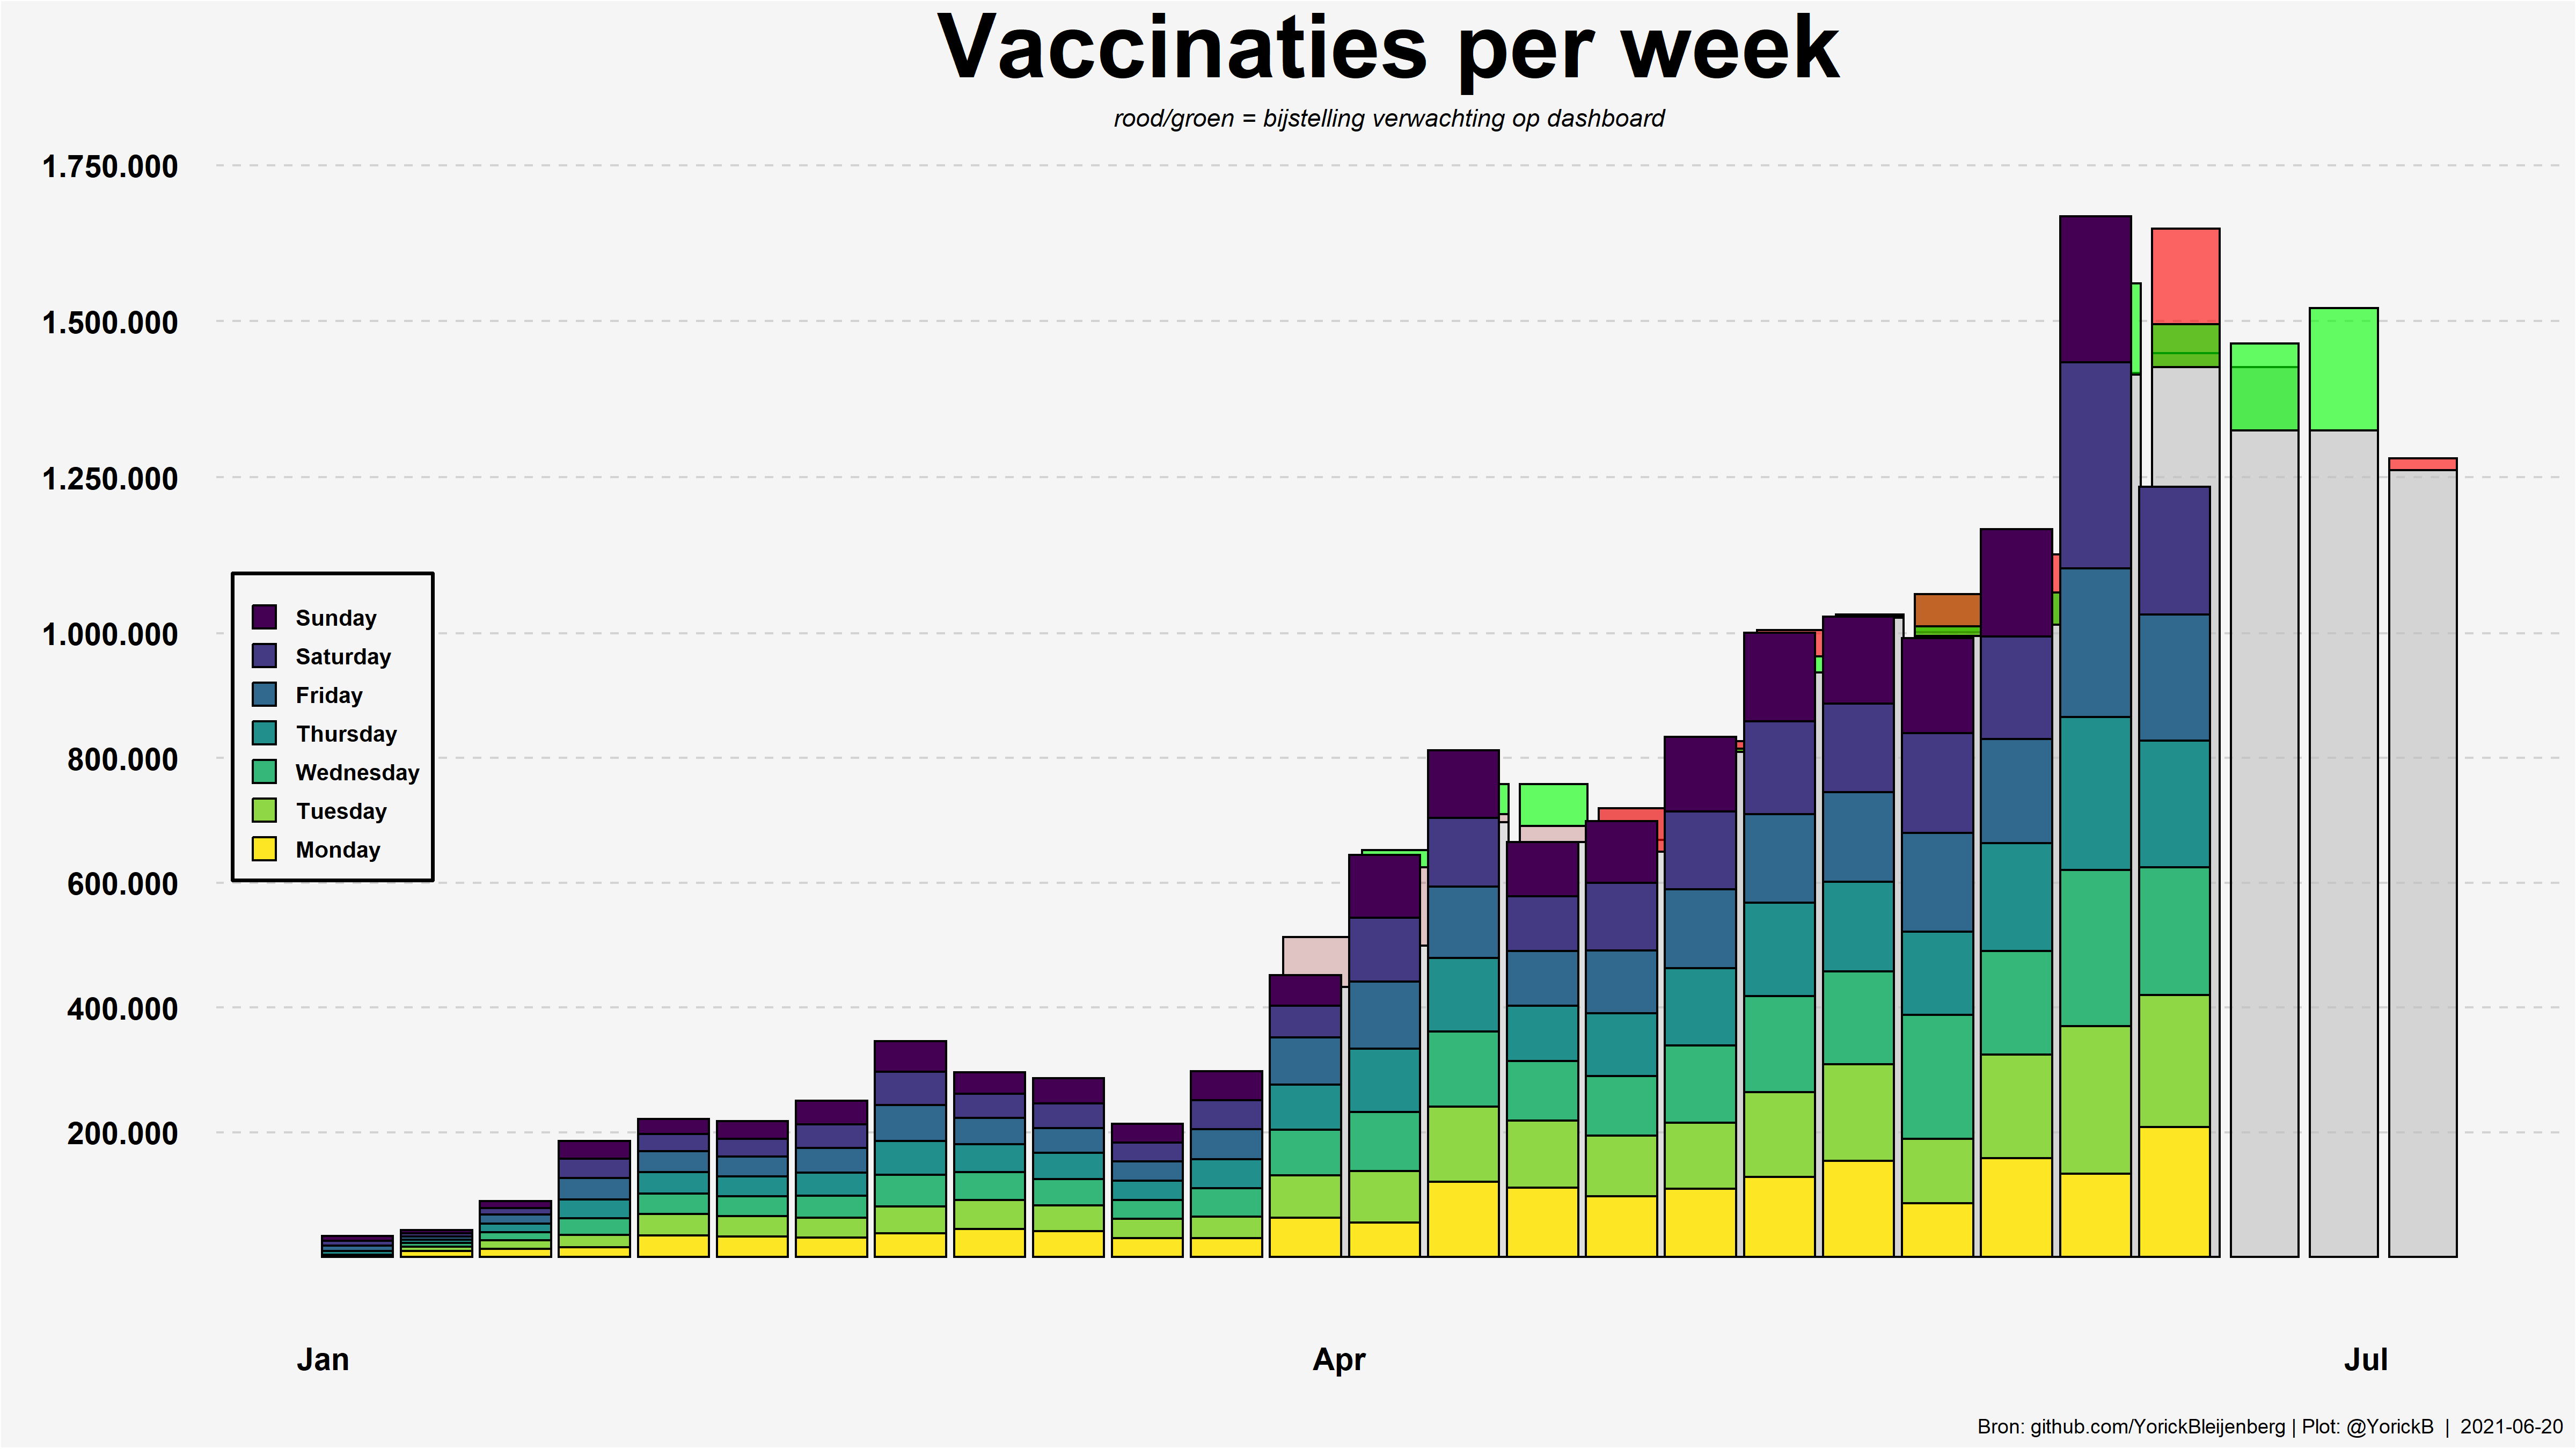 Vaccinaties per week
rood/groen = bijstelling verwachting op dashboard
1.750.000
1.500.000
1.250.000
1.000.000
800.000
600.000
400.000
200.000
Sunday
Saturday
Friday
Thursday
Wednesday
Tuesday
Monday
Jan
Apr
Jul
Bron: github.com/YorickBleijenberg | Plot: @YorickB | 2021-06-20